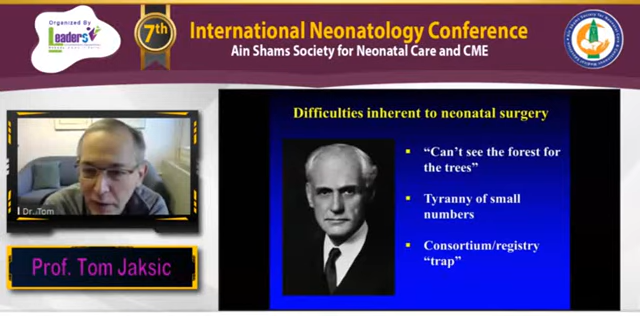 Organized By
Leaders
7th
International Neonatology Conference
Ain Shams Society for Neonatal Care and CME
Dr. Tom
Prof. Tom Jaksic
Difficulties inherent to neonatal surgery
“Can’t see the forest for
the trees”
Tyranny of small
numbers
Consortium/registry
“trap”